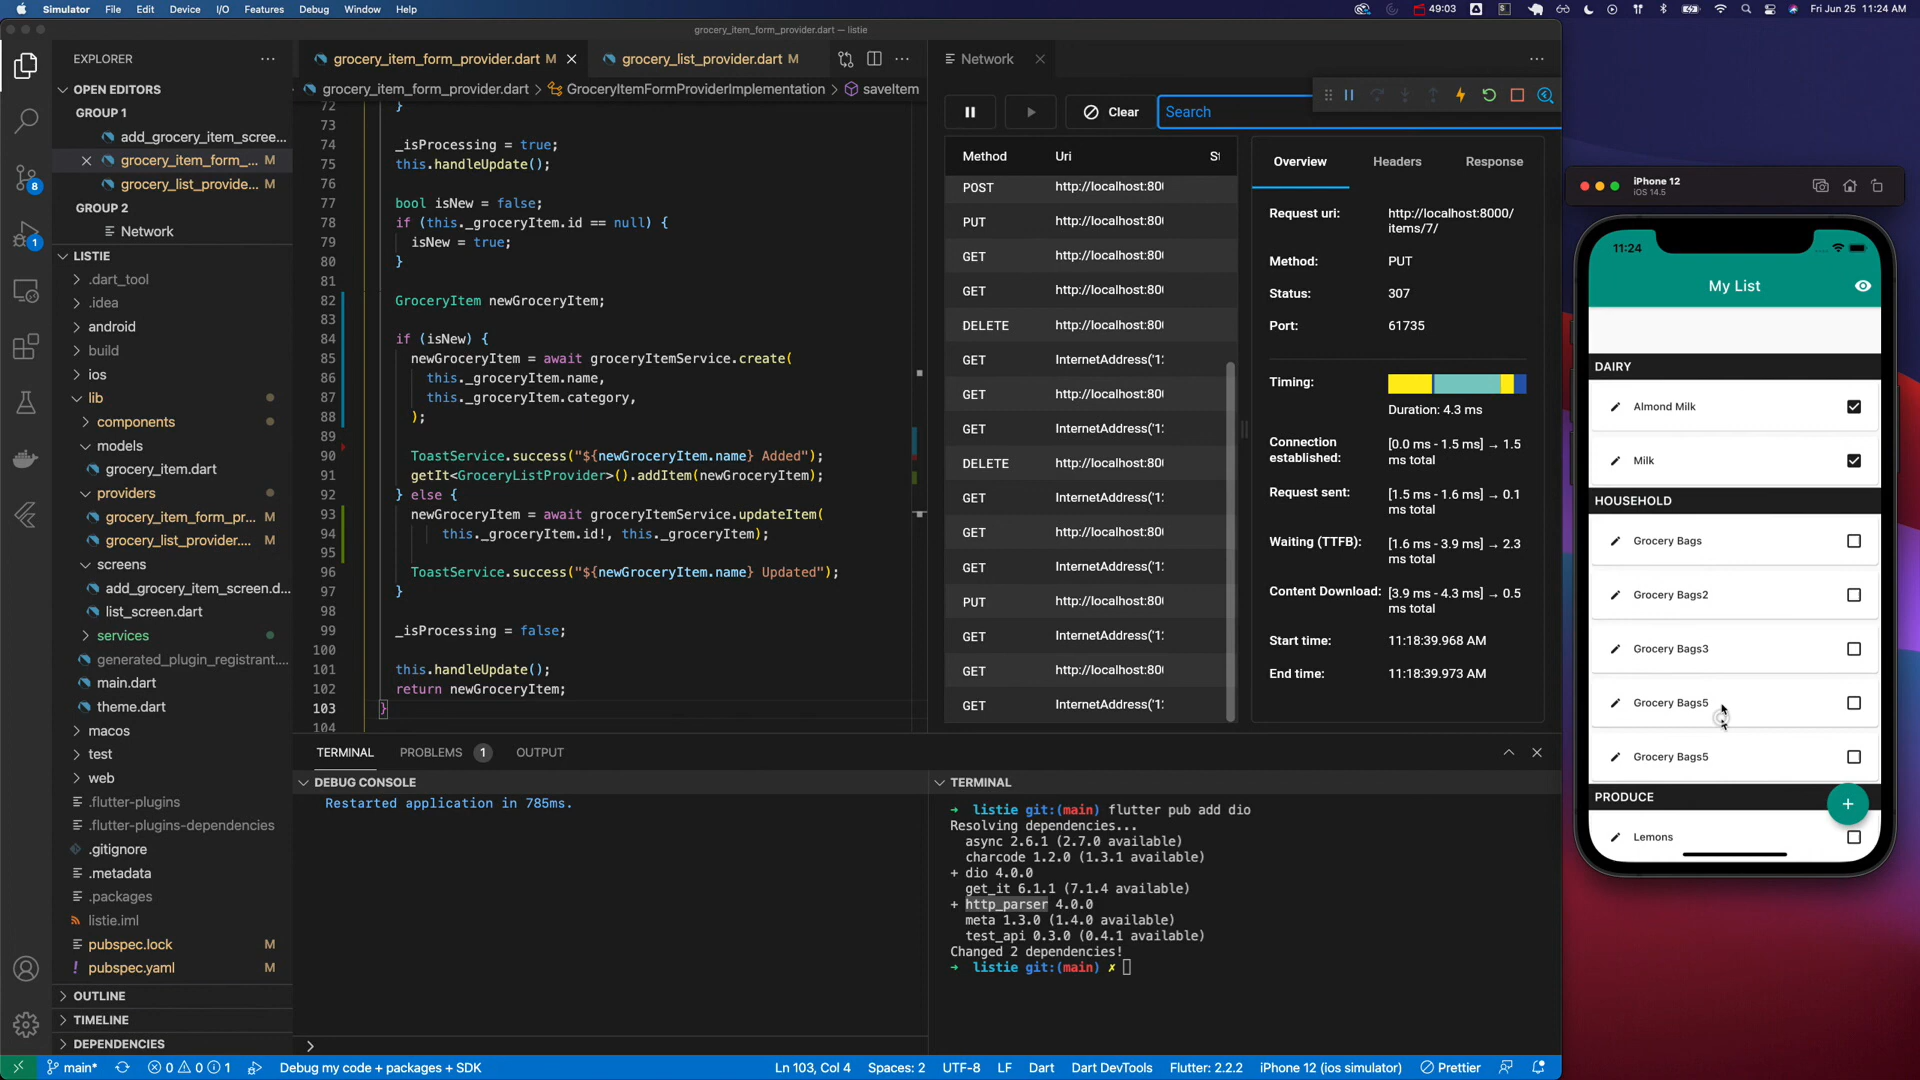 Simulator File Edit Device I/O Features Debug Window Help
49:03 Fri Jun 25 11:24 AM
grocery_item_form_provider.dart — listie
EXPLORER
OPEN EDITORS
GROUP 1
add_grocery_item_scree...
grocery_item_form_... M
grocery_list_provide... M
GROUP 2
Network
LISTIE
.dart_tool
.idea
android
build
ios
lib
components
models
grocery_item.dart
providers
grocery_item_form_pr... M
grocery_list_provider.... M
screens
add_grocery_item_screen.d...
list_screen.dart
services
generated_plugin_registrant....
main.dart
theme.dart
macos
test
web
.flutter-plugins
.flutter-plugins-dependencies
.gitignore
.metadata
.packages
listie.iml
pubspec.lock M
pubspec.yaml M
OUTLINE
TIMELINE
DEPENDENCIES
8
1
grocery_item_form_provider.dart M
grocery_list_provider.dart M
grocery_item_form_provider.dart > GroceryItemFormProviderImplementation > saveItem
72 }
73
74 _isProcessing = true;
75 this.handleUpdate();
76
77 bool isNew = false;
78 if (this._groceryItem.id == null) {
79 isNew = true;
80 }
81
82 GroceryItem newGroceryItem;
83
84 if (isNew) {
85 newGroceryItem = await groceryItemService.create(
86 this._groceryItem.name,
87 this._groceryItem.category,
88 );
89
90 ToastService.success("${newGroceryItem.name} Added");
91 getIt<GroceryListProvider>().addItem(newGroceryItem);
92 } else {
93 newGroceryItem = await groceryItemService.updateItem(
94 this._groceryItem.id!, this._groceryItem);
95
96 ToastService.success("${newGroceryItem.name} Updated");
97 }
98
99 _isProcessing = false;
100
101 this.handleUpdate();
102 return newGroceryItem;
103 }
104
Network
Clear
Search
Method Uri St
POST http://localhost:800
PUT http://localhost:800
GET http://localhost:800
GET http://localhost:800
DELETE http://localhost:800
GET InternetAddress('1:
GET http://localhost:800
GET InternetAddress('1:
DELETE http://localhost:800
GET InternetAddress('1:
GET http://localhost:800
GET InternetAddress('1:
PUT http://localhost:800
GET InternetAddress('1:
GET http://localhost:800
GET InternetAddress('1:
Overview Headers Response
Request uri: http://localhost:8000/
items/7/
Method: PUT
Status: 307
Port: 61735
Timing:
Duration: 4.3 ms
Connection established: [0.0 ms - 1.5 ms] → 1.5 ms total
Request sent: [1.5 ms - 1.6 ms] → 0.1 ms total
Waiting (TTFB): [1.6 ms - 3.9 ms] → 2.3 ms total
Content Download: [3.9 ms - 4.3 ms] → 0.5 ms total
Start time: 11:18:39.968 AM
End time: 11:18:39.973 AM
TERMINAL PROBLEMS 1 OUTPUT
DEBUG CONSOLE
Restarted application in 785ms.
TERMINAL
→ listie git:(main) flutter pub add dio
Resolving dependencies...
async 2.6.1 (2.7.0 available)
charcode 1.2.0 (1.3.1 available)
+ dio 4.0.0
get_it 6.1.1 (7.1.4 available)
+ http_parser 4.0.0
meta 1.3.0 (1.4.0 available)
test_api 0.3.0 (0.4.1 available)
Changed 2 dependencies!
→ listie git:(main) ✗
main* 0 0 1 Debug my code + packages + SDK
Ln 103, Col 4 Spaces: 2 UTF-8 LF Dart Dart DevTools Flutter: 2.2.2 iPhone 12 (ios simulator) Prettier
iPhone 12
iOS 14.5
11:24
My List
DAIRY
Almond Milk
Milk
HOUSEHOLD
Grocery Bags
Grocery Bags2
Grocery Bags3
Grocery Bags5
Grocery Bags5
PRODUCE
+
Lemons